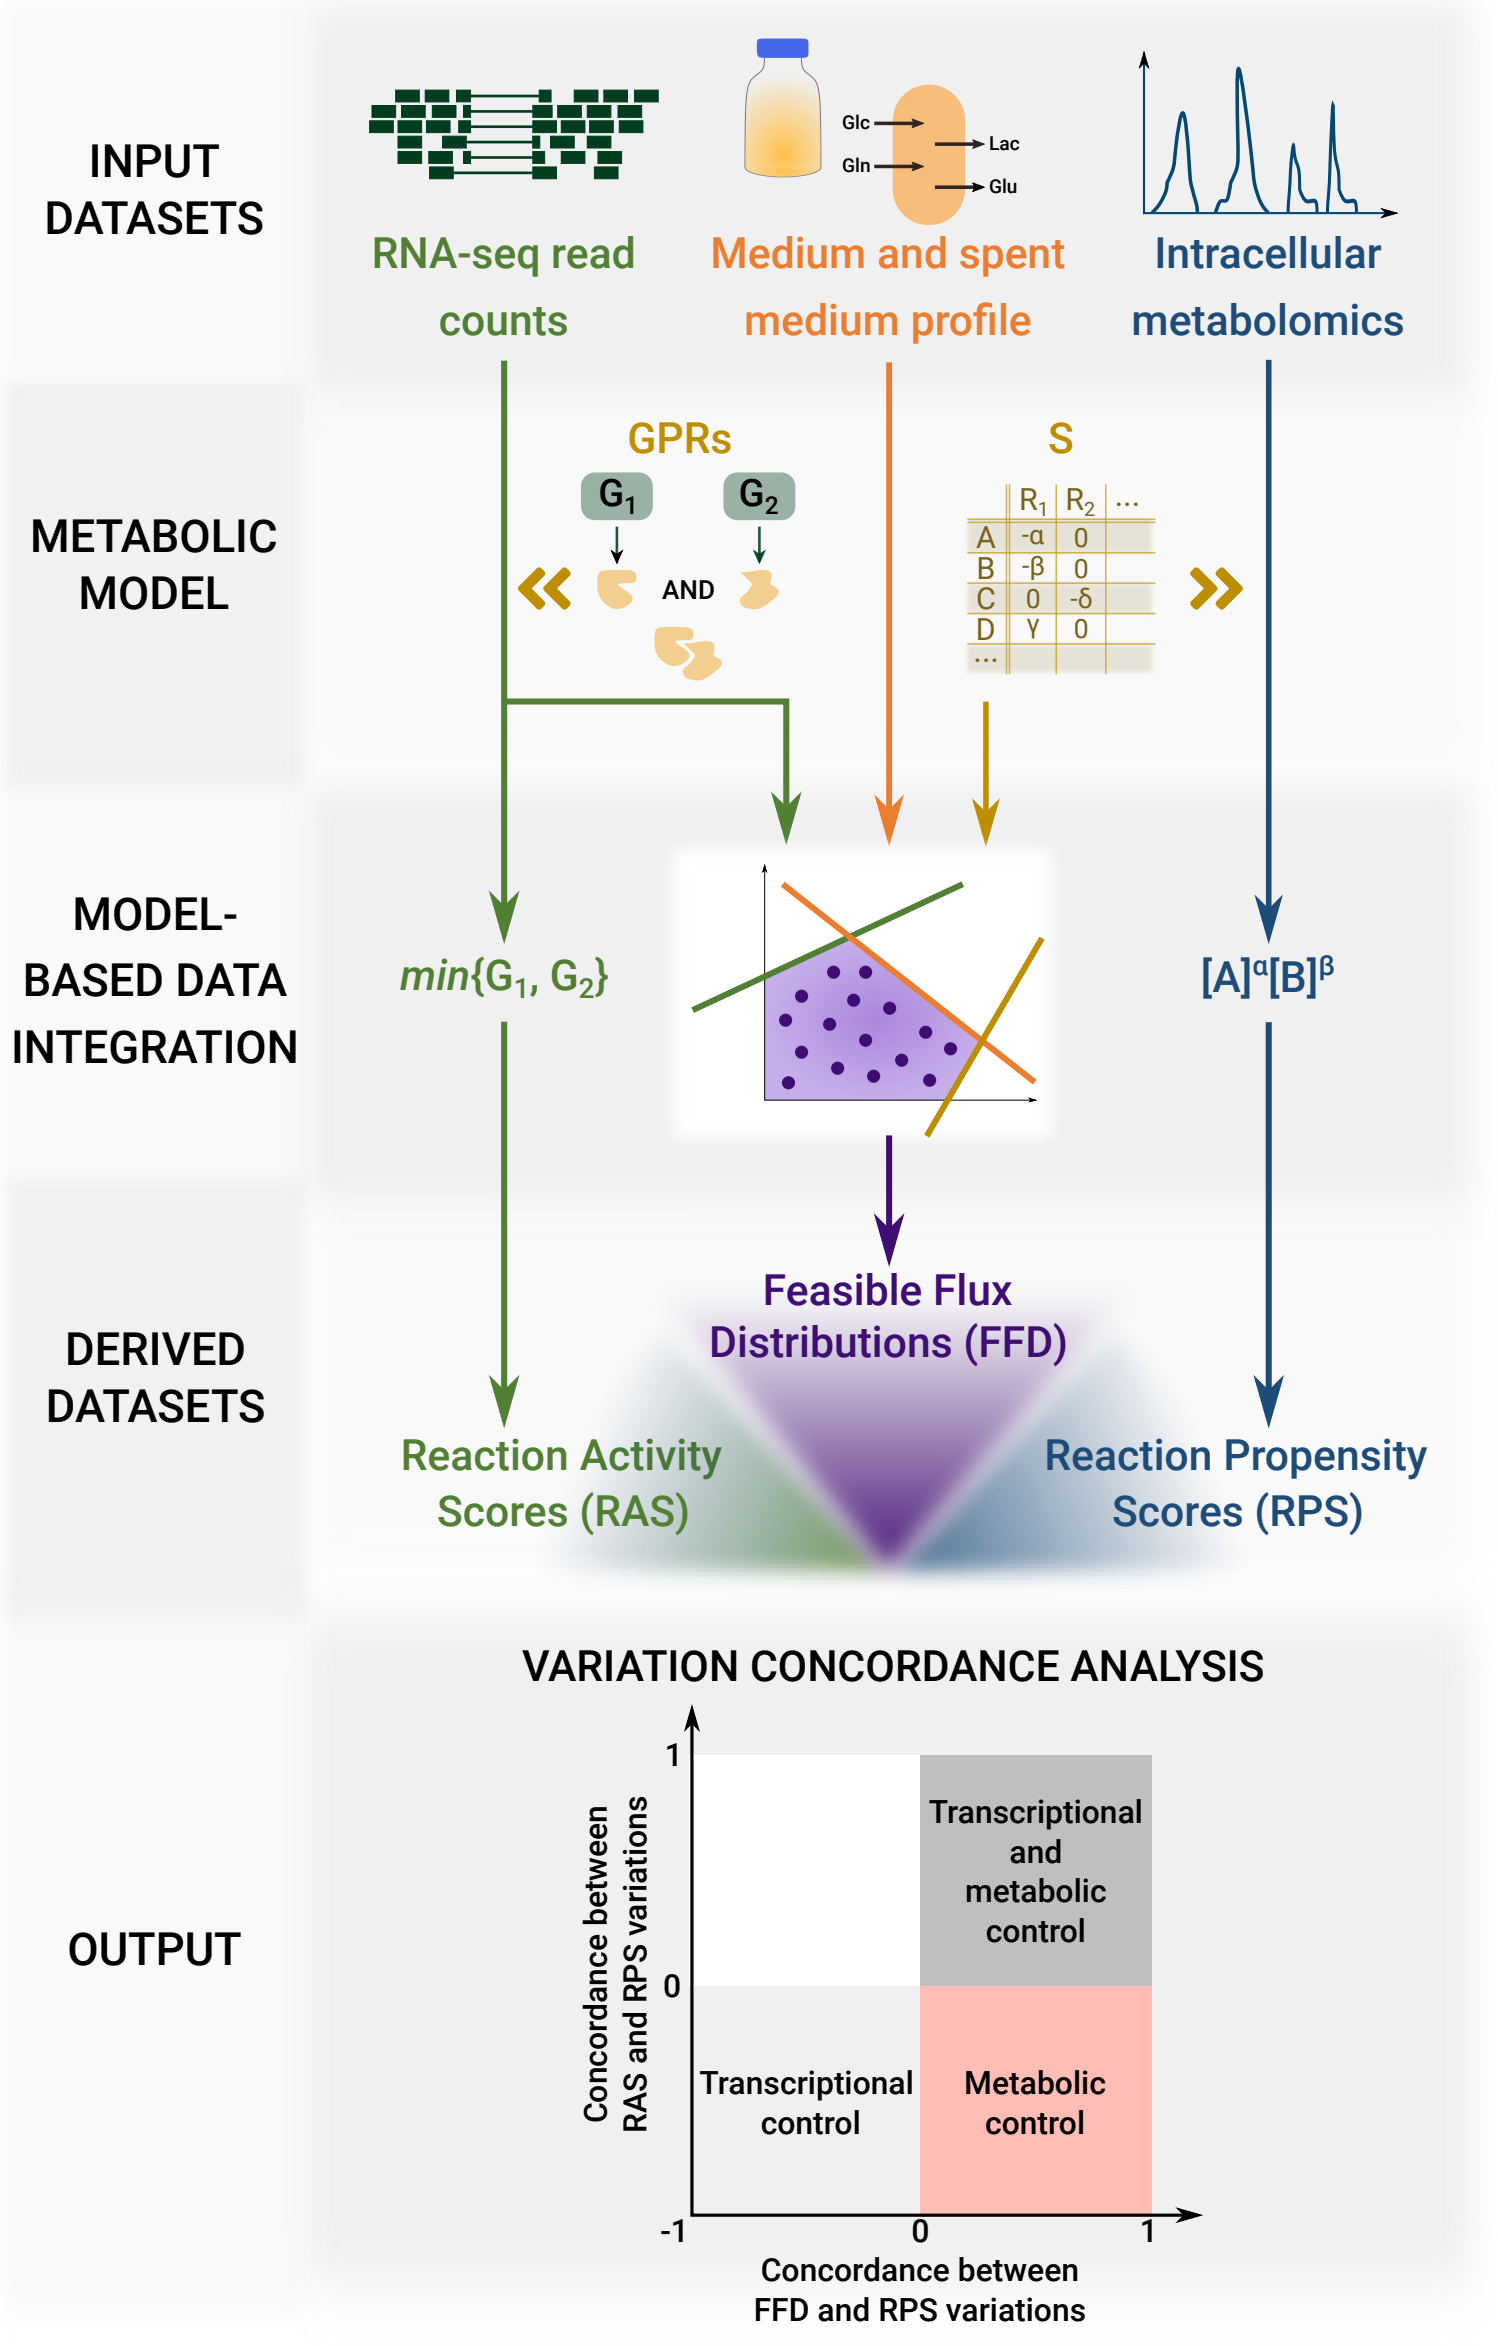 INPUT
DATASETS
Glc
Gln
Lac
Glu
RNA-seq read
counts
Medium and spent
medium profile
Intracellular
metabolomics
METABOLIC
MODEL
GPRs
G1
G2
AND
S
R1 R2 ...
A -α 0
B -β 0
C 0 -δ
D γ 0
...
MODEL-
BASED DATA
INTEGRATION
min{G1, G2}
[A]α[B]β
DERIVED
DATASETS
Feasible Flux
Distributions (FFD)
Reaction Activity
Scores (RAS)
Reaction Propensity
Scores (RPS)
OUTPUT
VARIATION CONCORDANCE ANALYSIS
Concordance between
RAS and RPS variations
1
0
-1
Transcriptional
and
metabolic
control
Transcriptional
control
Metabolic
control
0
1
Concordance between
FFD and RPS variations